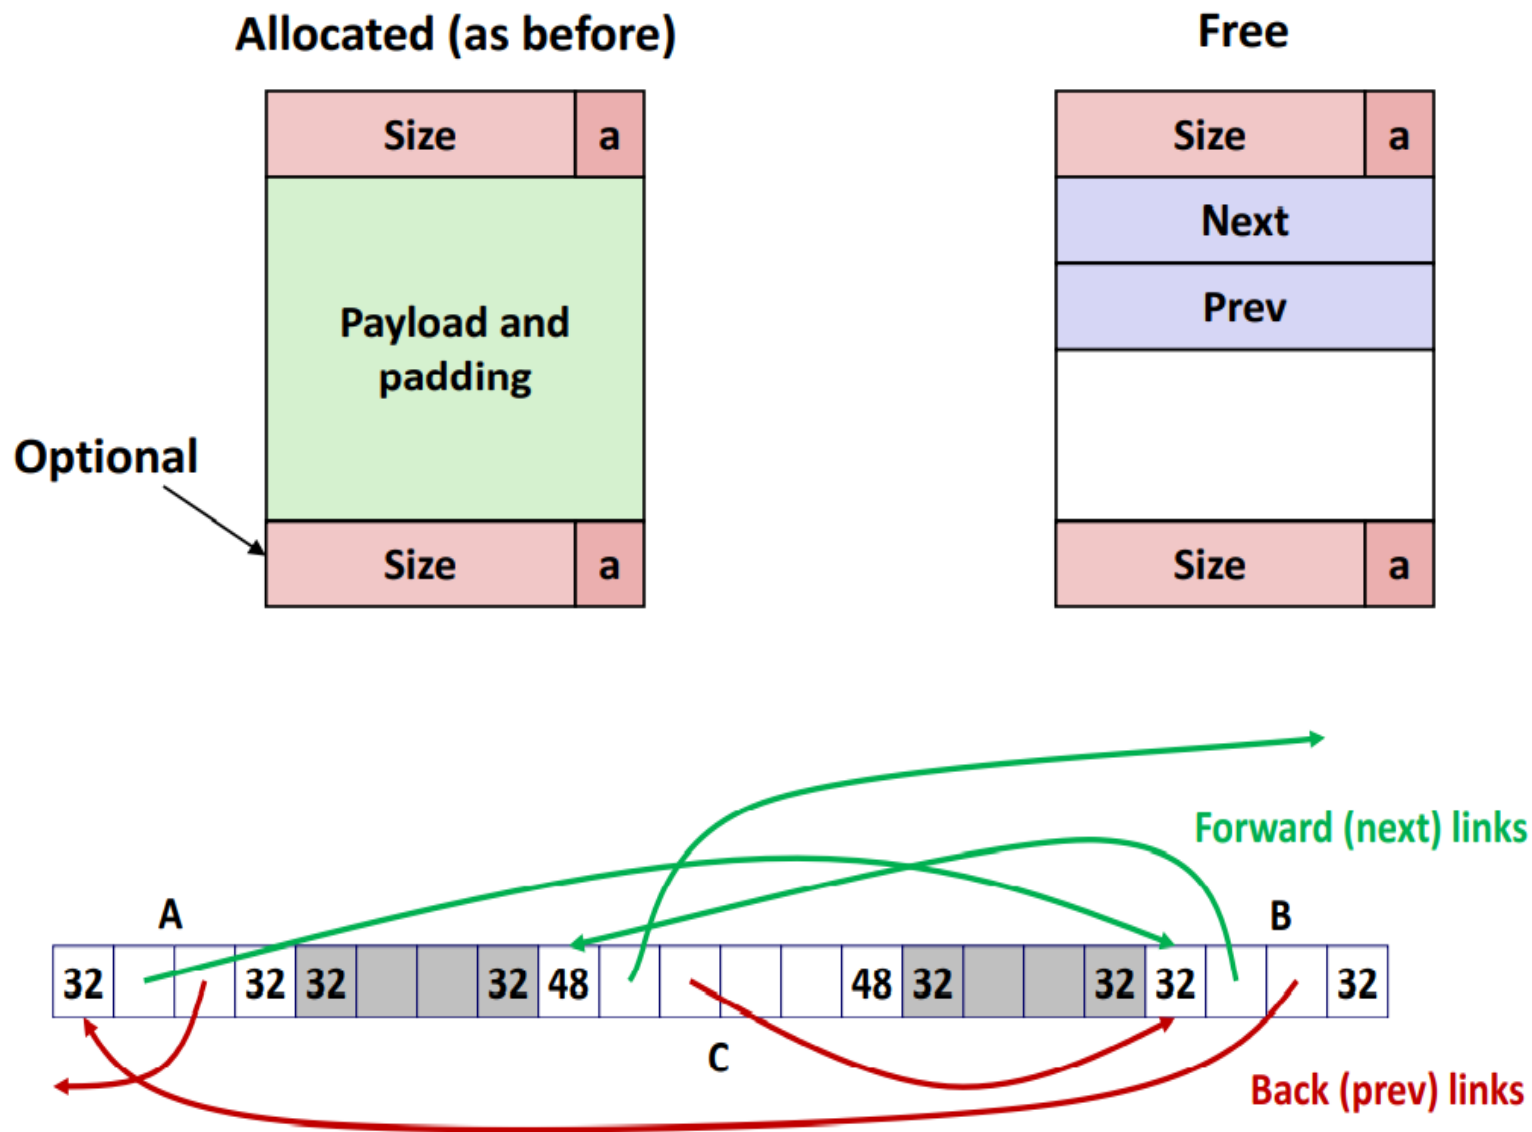 Allocated (as before)
Free
Size a
Size a
Next
Prev
Payload and
padding
Optional
Size a
Size a
Forward (next) links
A
B
32 32 32 32 48 48 32 32 32 32
C
Back (prev) links